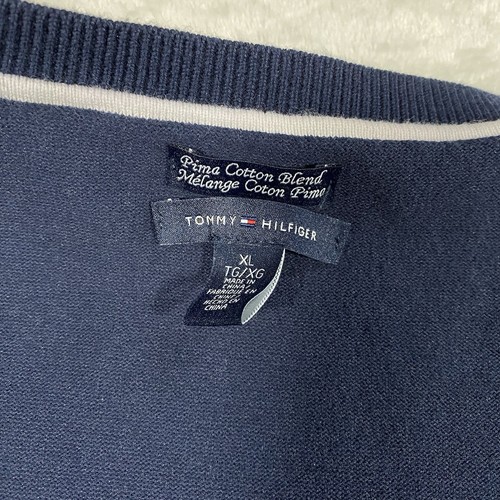 Pima Cotton Blend
Mélange Coton Pima
TOMMY HILFIGER
XL
TG/XG
MADE IN
CHINA/
FABRIQUÉ EN
CHINE/
HECHO EN
CHINA